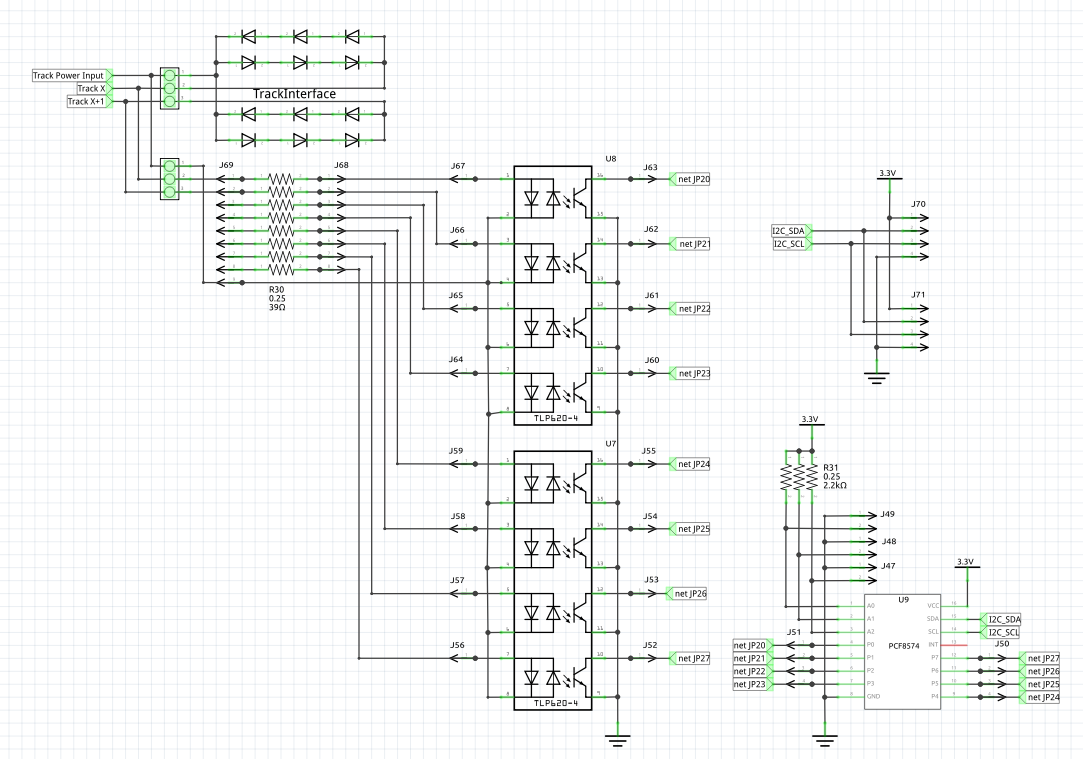 Track Power Input
Track X
Track X+1
TrackInterface
J69
J68
R30
0.25
39Ω
J67
J66
J65
J64
U8
TLP620-4
J63
net JP20
J62
net JP21
J61
net JP22
J60
net JP23
J59
J58
J57
J56
U7
TLP620-4
J55
net JP24
J54
net JP25
J53
net JP26
J52
net JP27
3.3V
J70
I2C_SDA
I2C_SCL
J71
3.3V
R31
0.25
2.2kΩ
J49
J48
J47
3.3V
U9
A0
A1
A2
P0
P1
P2
P3
GND
PCF8574
VCC
SDA
SCL
INT
P7
P6
P5
P4
I2C_SDA
I2C_SCL
J51
net JP20
net JP21
net JP22
net JP23
J50
net JP27
net JP26
net JP25
net JP24